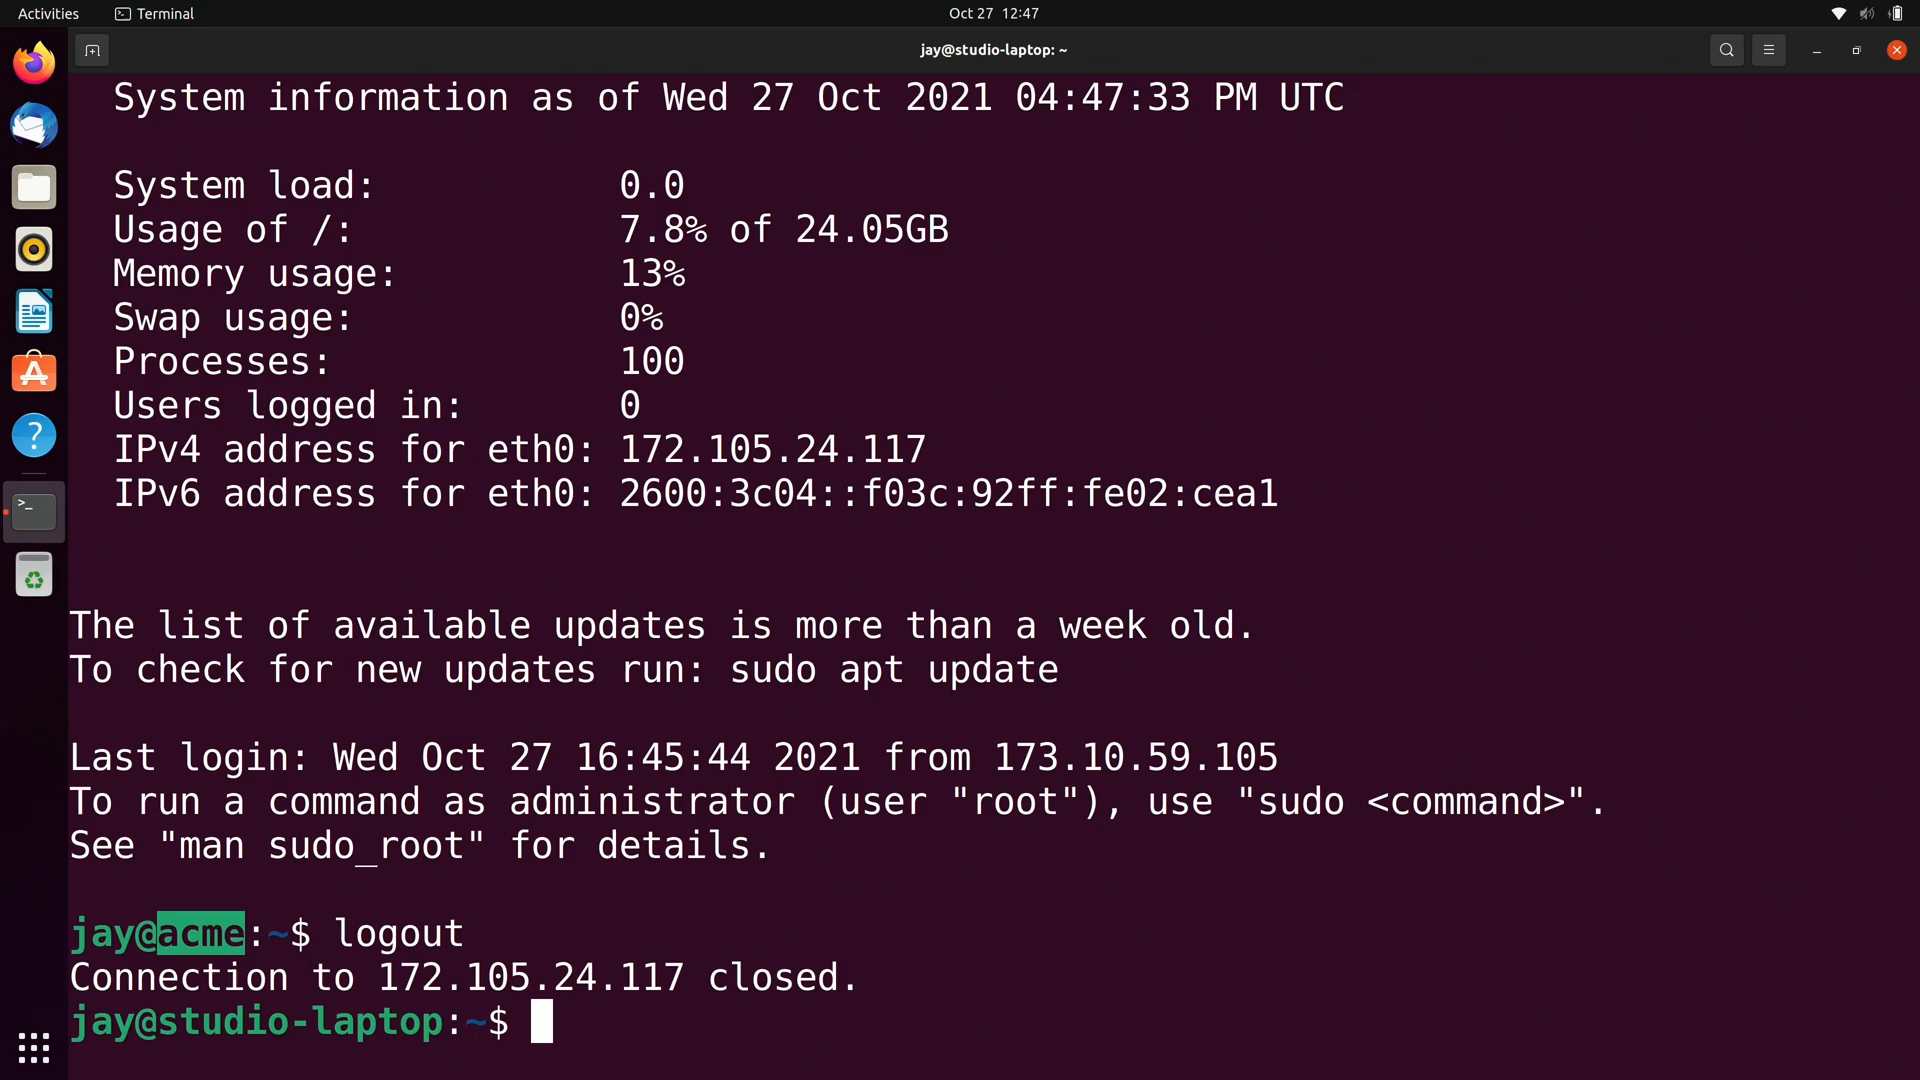 Activities
Terminal
Oct 27 12:47
jay@studio-laptop: ~
System information as of Wed 27 Oct 2021 04:47:33 PM UTC
System load: 0.0
Usage of /: 7.8% of 24.05GB
Memory usage: 13%
Swap usage: 0%
Processes: 100
Users logged in: 0
IPv4 address for eth0: 172.105.24.117
IPv6 address for eth0: 2600:3c04::f03c:92ff:fe02:cea1
The list of available updates is more than a week old.
To check for new updates run: sudo apt update
Last login: Wed Oct 27 16:45:44 2021 from 173.10.59.105
To run a command as administrator (user "root"), use "sudo <command>".
See "man sudo_root" for details.
jay@acme:~$ logout
Connection to 172.105.24.117 closed.
jay@studio-laptop:~$